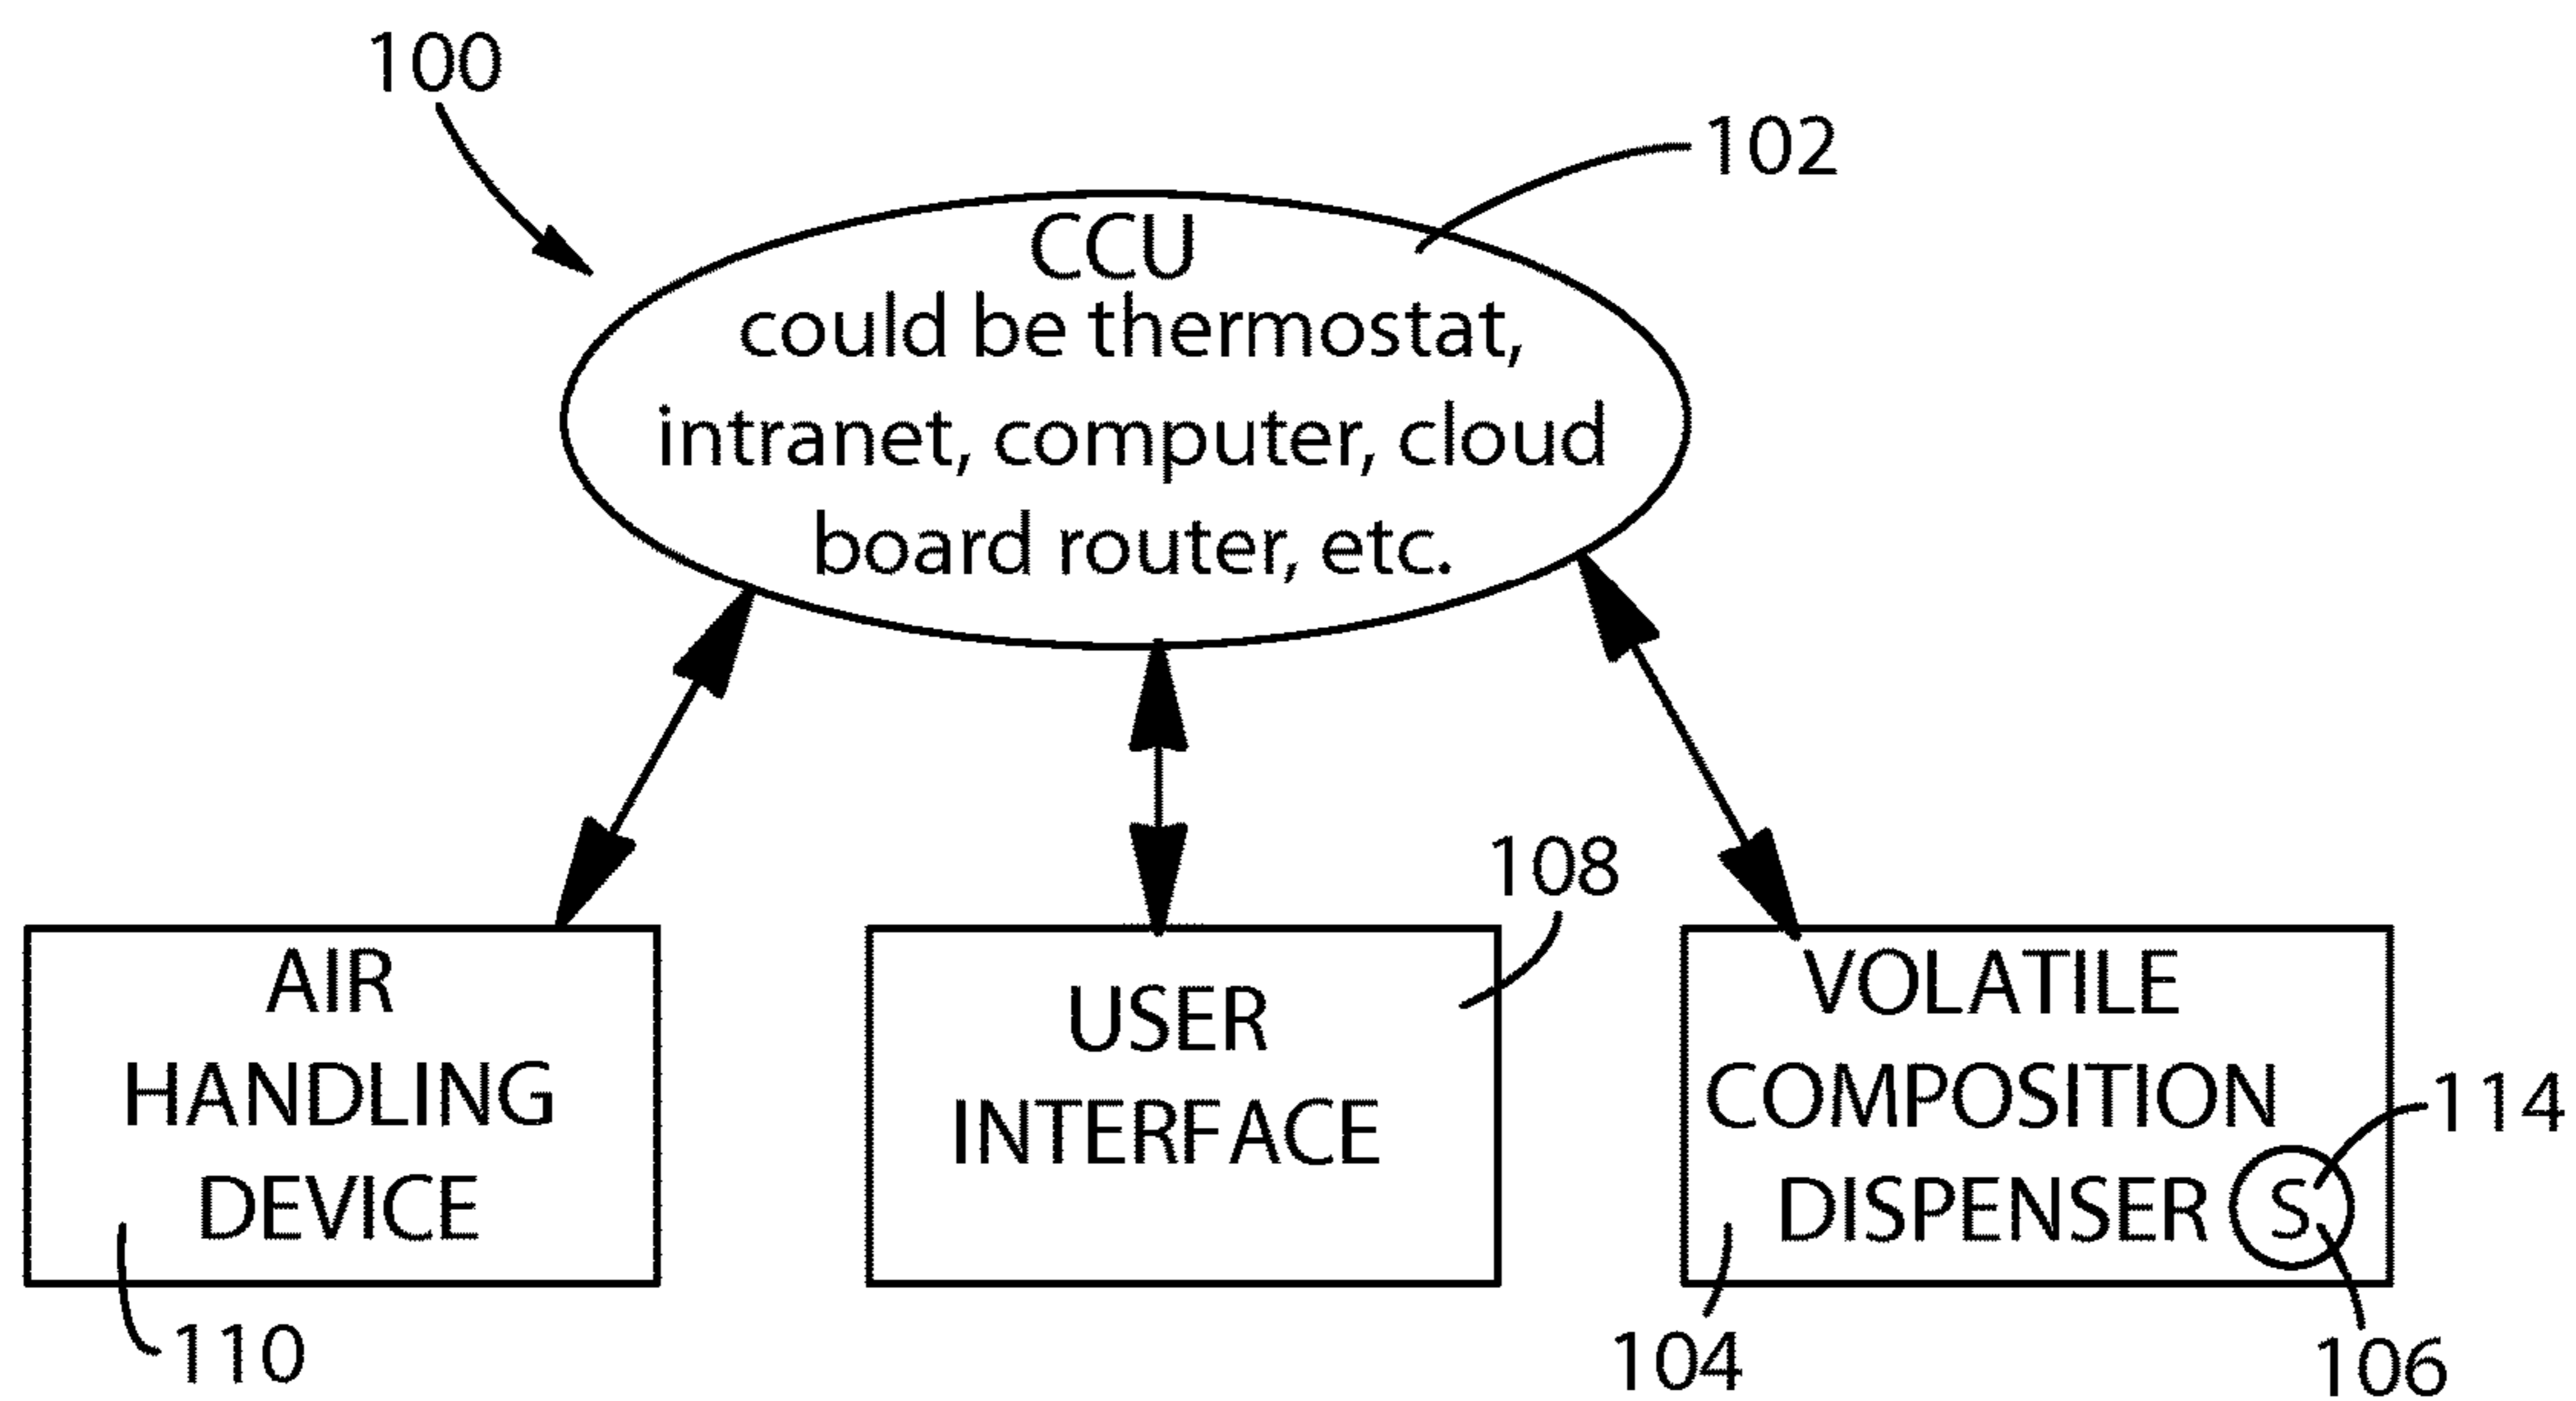 100
102
CCU
could be thermostat,
intranet, computer, cloud
board router, etc.
108
AIR
HANDLING
DEVICE
USER
INTERFACE
VOLATILE
COMPOSITION
DISPENSER S
114
110
104
106